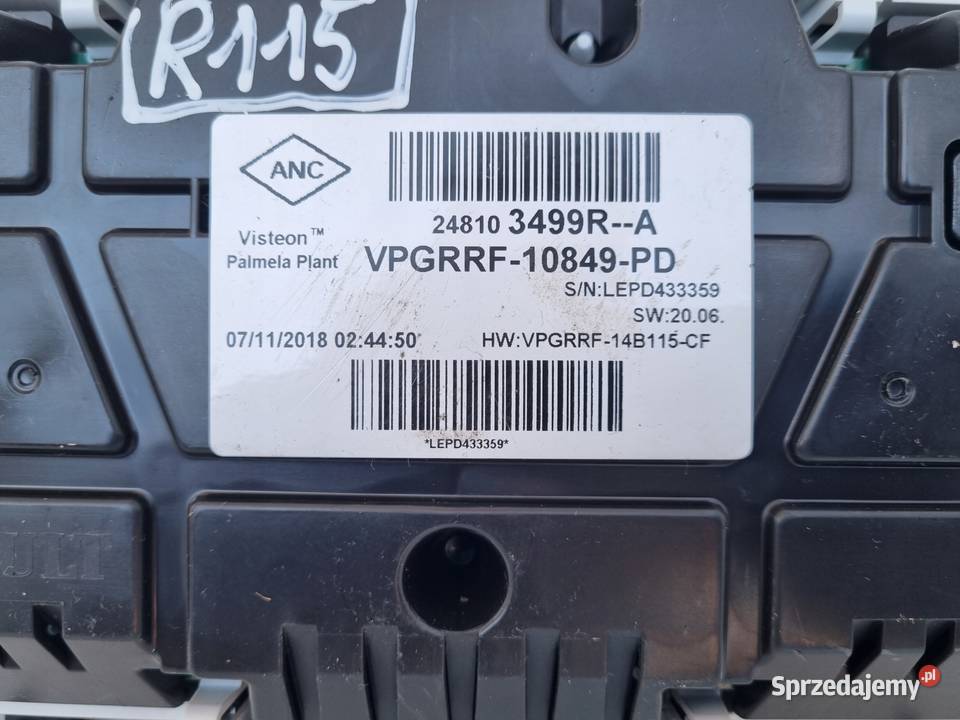 R115
ANC
24810 3499R--A
Visteon™
Palmela Plant
VPGRRF-10849-PD
S/N:LEPD433359
SW:20.06.
07/11/2018 02:44:50
HW:VPGRRF-14B115-CF
*LEPD433359*
Sprzedajemy.pl